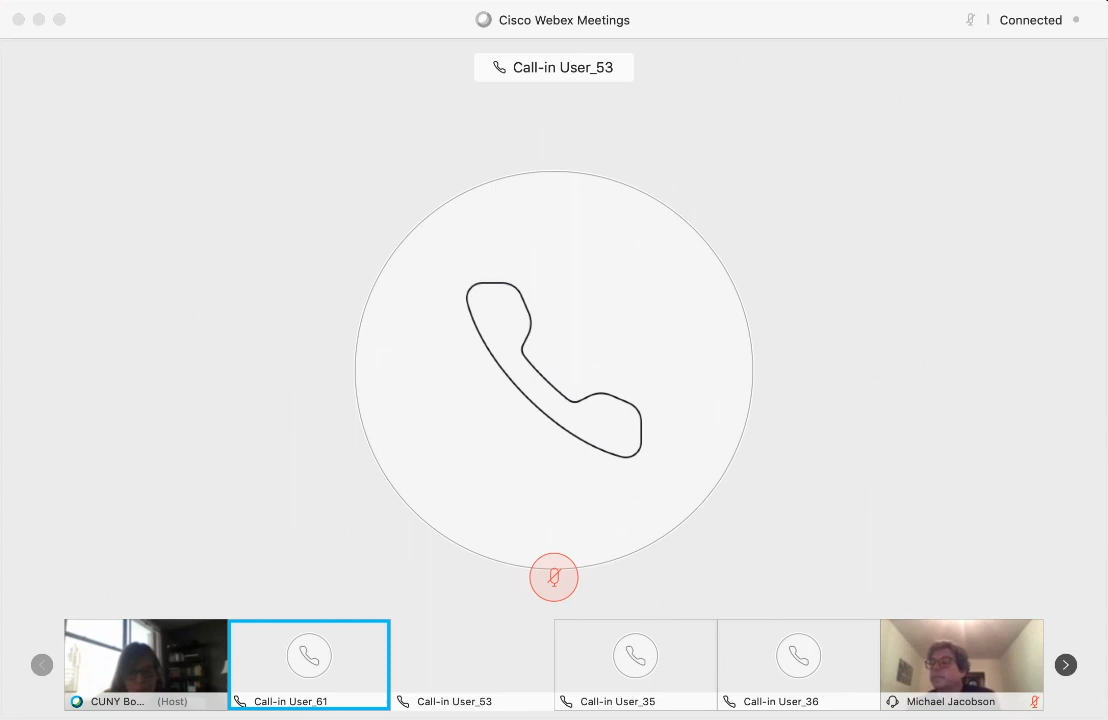 Cisco Webex Meetings
Connected
Call-in User_53
CUNY Bo... (Host)
Call-in User_61
Call-in User_53
Call-in User_35
Call-in User_36
Michael Jacobson